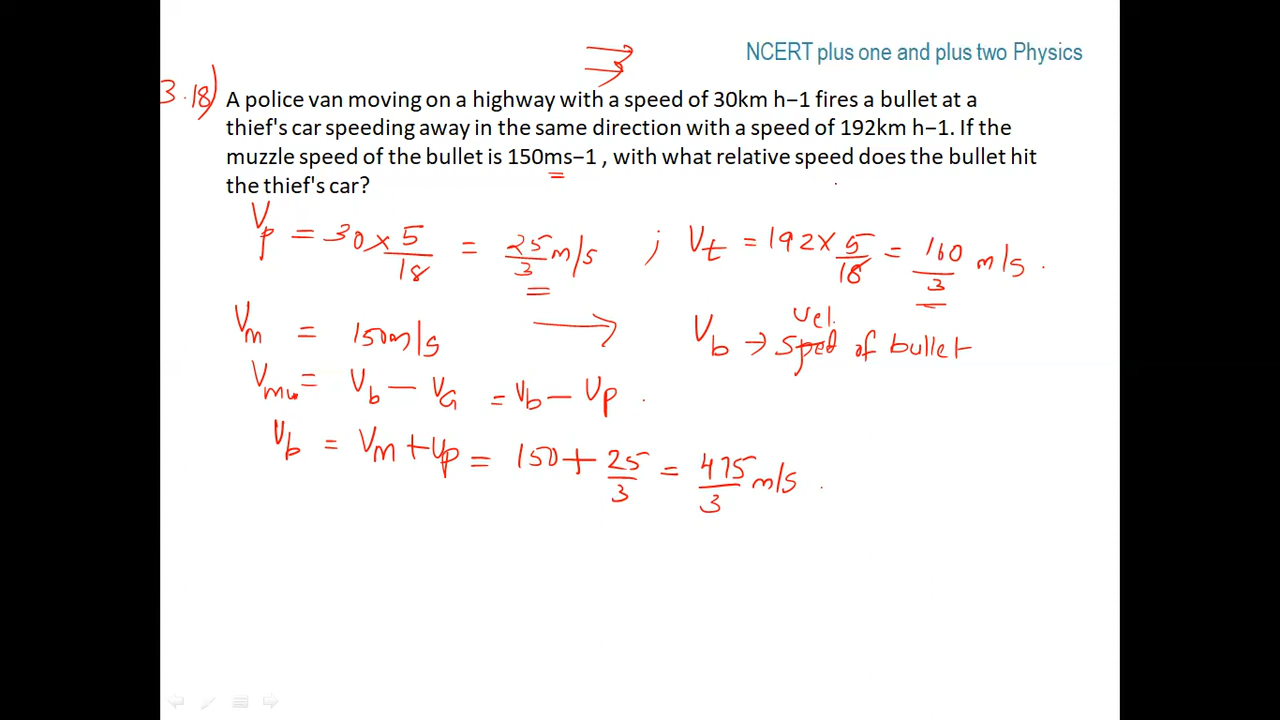 NCERT plus one and plus two Physics
3.18) A police van moving on a highway with a speed of 30km h−1 fires a bullet at a
thief's car speeding away in the same direction with a speed of 192km h−1. If the
muzzle speed of the bullet is 150ms−1 , with what relative speed does the bullet hit
the thief's car?
Vp = 30 × 5/18 = 25/3 m/s ; Vt = 192 × 5/18 = 160/3 m/s .
Vm = 150m/s → Vb → Vel. of bullet
= Vb − VG = Vb − Vp .
Vb = Vm + Vp = 150 + 25/3 = 475/3 m/s .